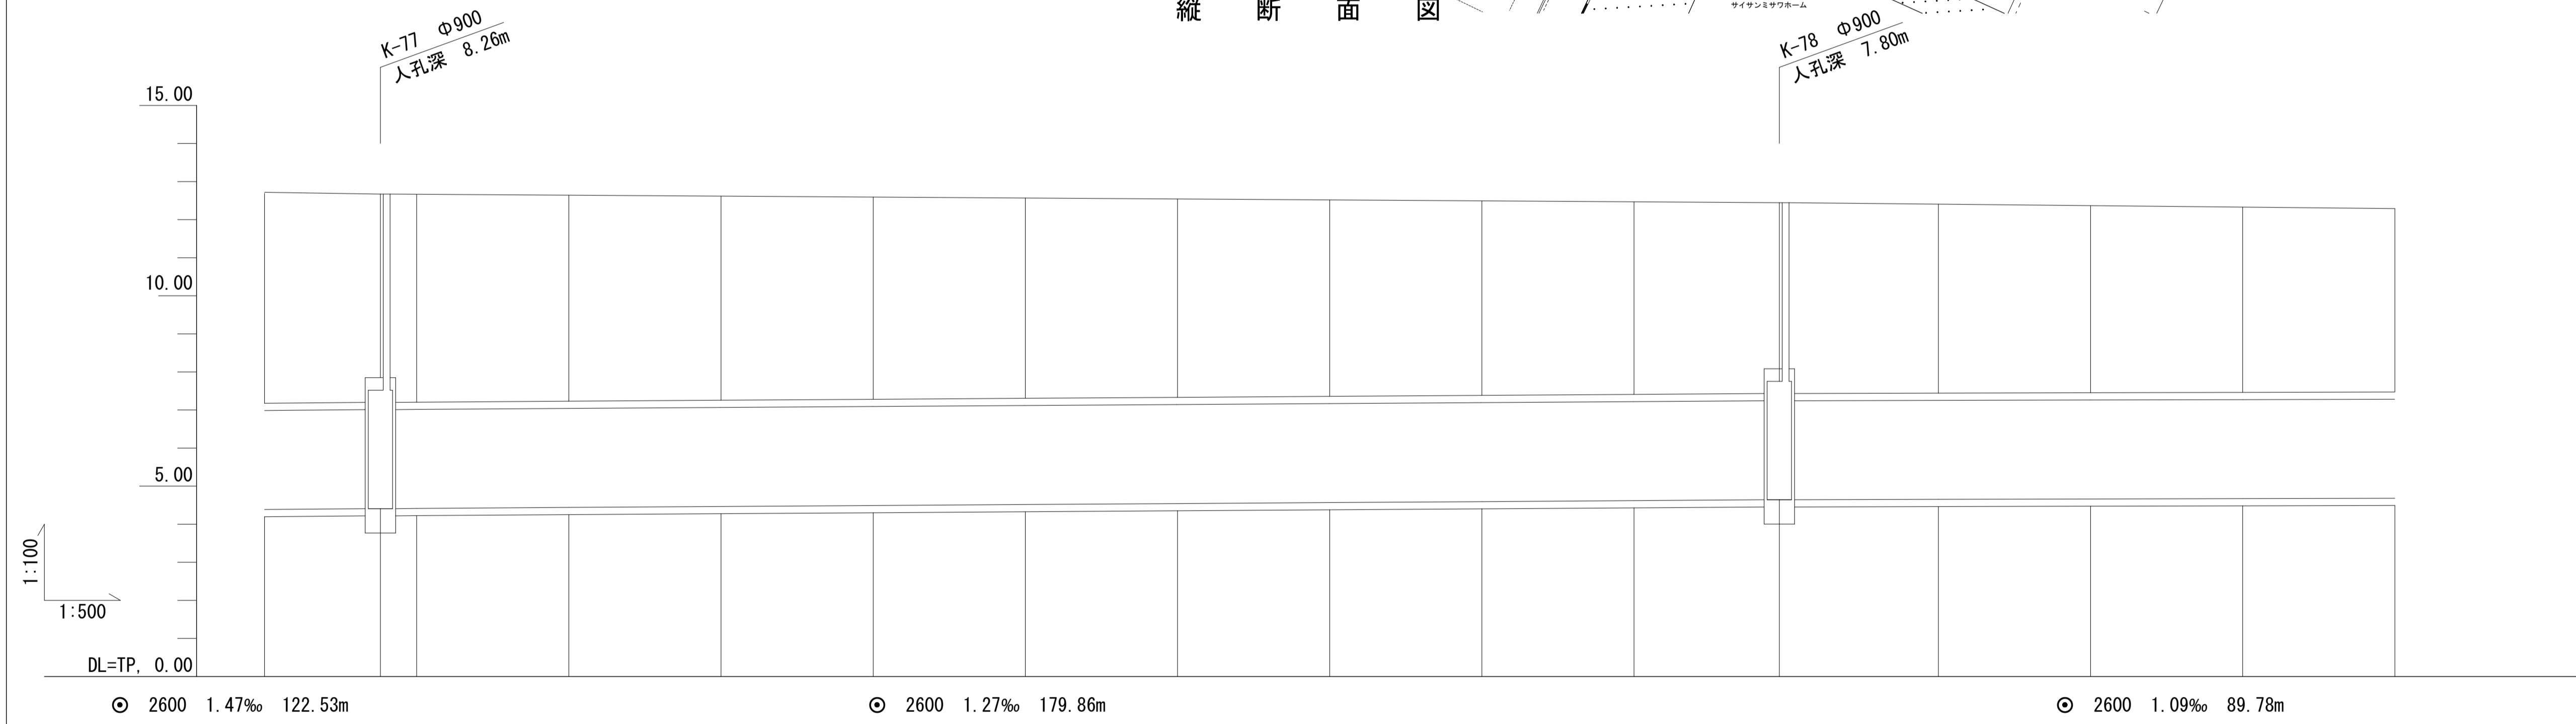 縦断面図
サイサンミサワホーム
K-77 Φ900
人孔深 8.26m
K-78 Φ900
人孔深 7.80m
15.00
10.00
5.00
1:100
1:500
DL=TP, 0.00
⦿ 2600 1.47‰ 122.53m
⦿ 2600 1.27‰ 179.86m
⦿ 2600 1.09‰ 89.78m